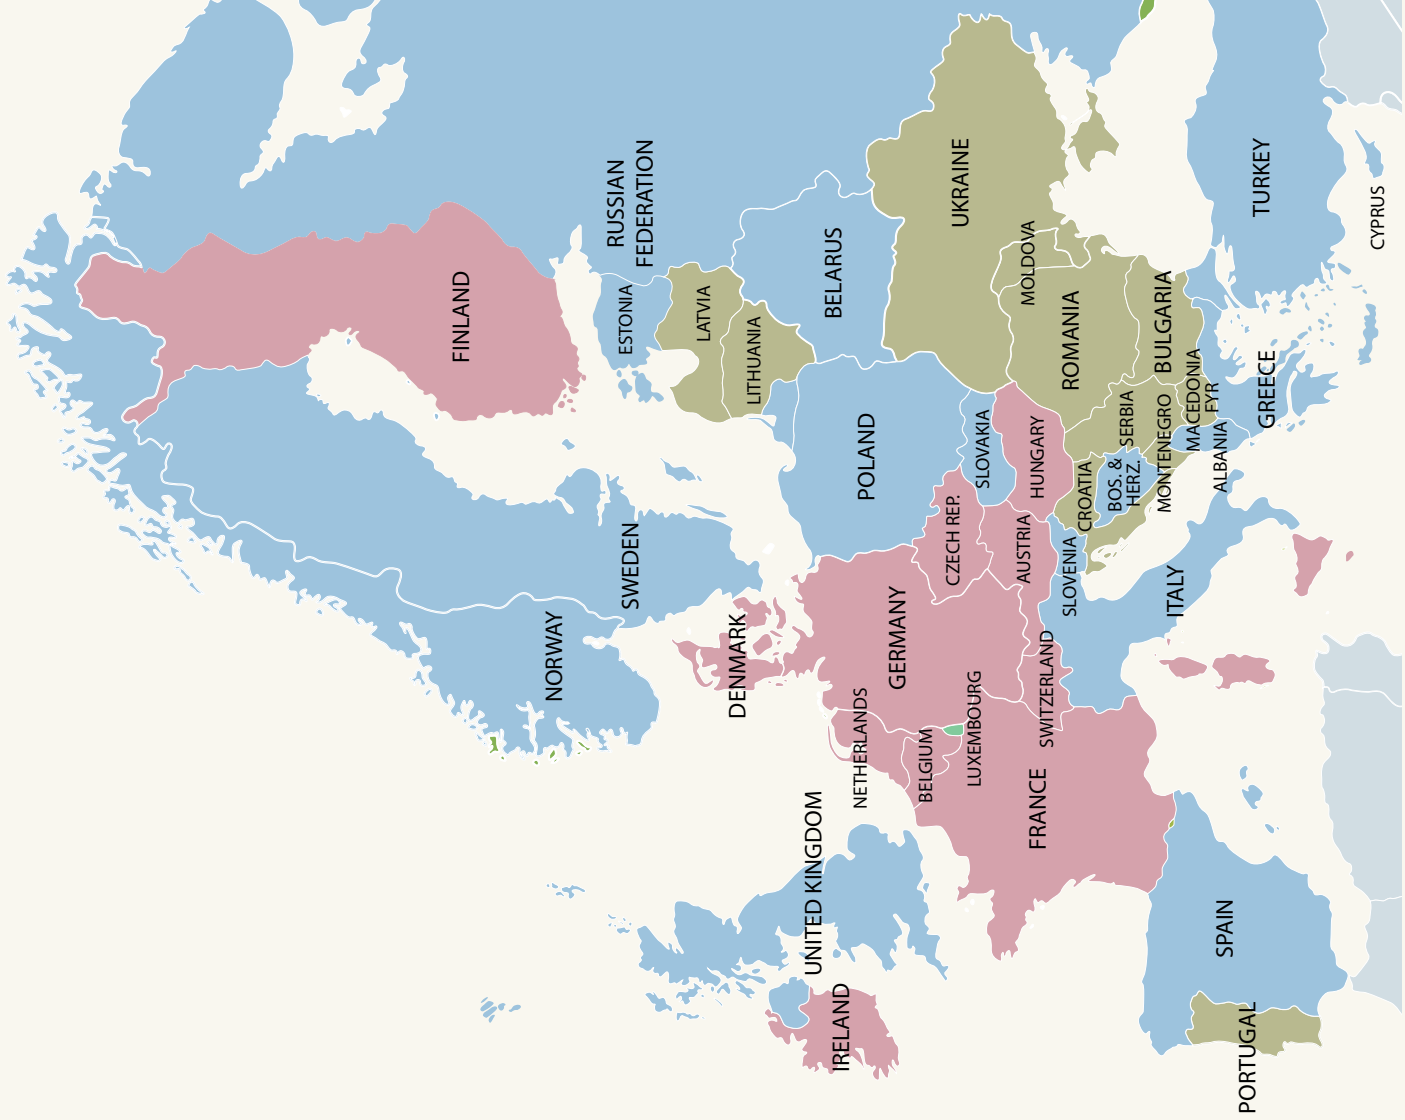 FINLAND
RUSSIAN
FEDERATION
ESTONIA
LATVIA
LITHUANIA
BELARUS
UKRAINE
MOLDOVA
ROMANIA
BULGARIA
TURKEY
CYPRUS
GREECE
MACEDONIA
FYR
ALBANIA
MONTENEGRO
SERBIA
BOS. &
HERZ.
CROATIA
SLOVENIA
HUNGARY
SLOVAKIA
POLAND
CZECH REP.
AUSTRIA
ITALY
SWITZERLAND
GERMANY
LUXEMBOURG
BELGIUM
NETHERLANDS
DENMARK
SWEDEN
NORWAY
UNITED KINGDOM
IRELAND
FRANCE
SPAIN
PORTUGAL